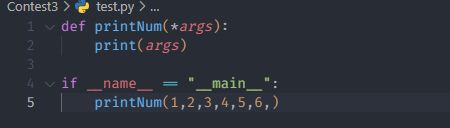 Contest3 > test.py > ...
1 def printNum(*args):
2 print(args)
3
4 if __name__ == "__main__":
5 printNum(1,2,3,4,5,6,)